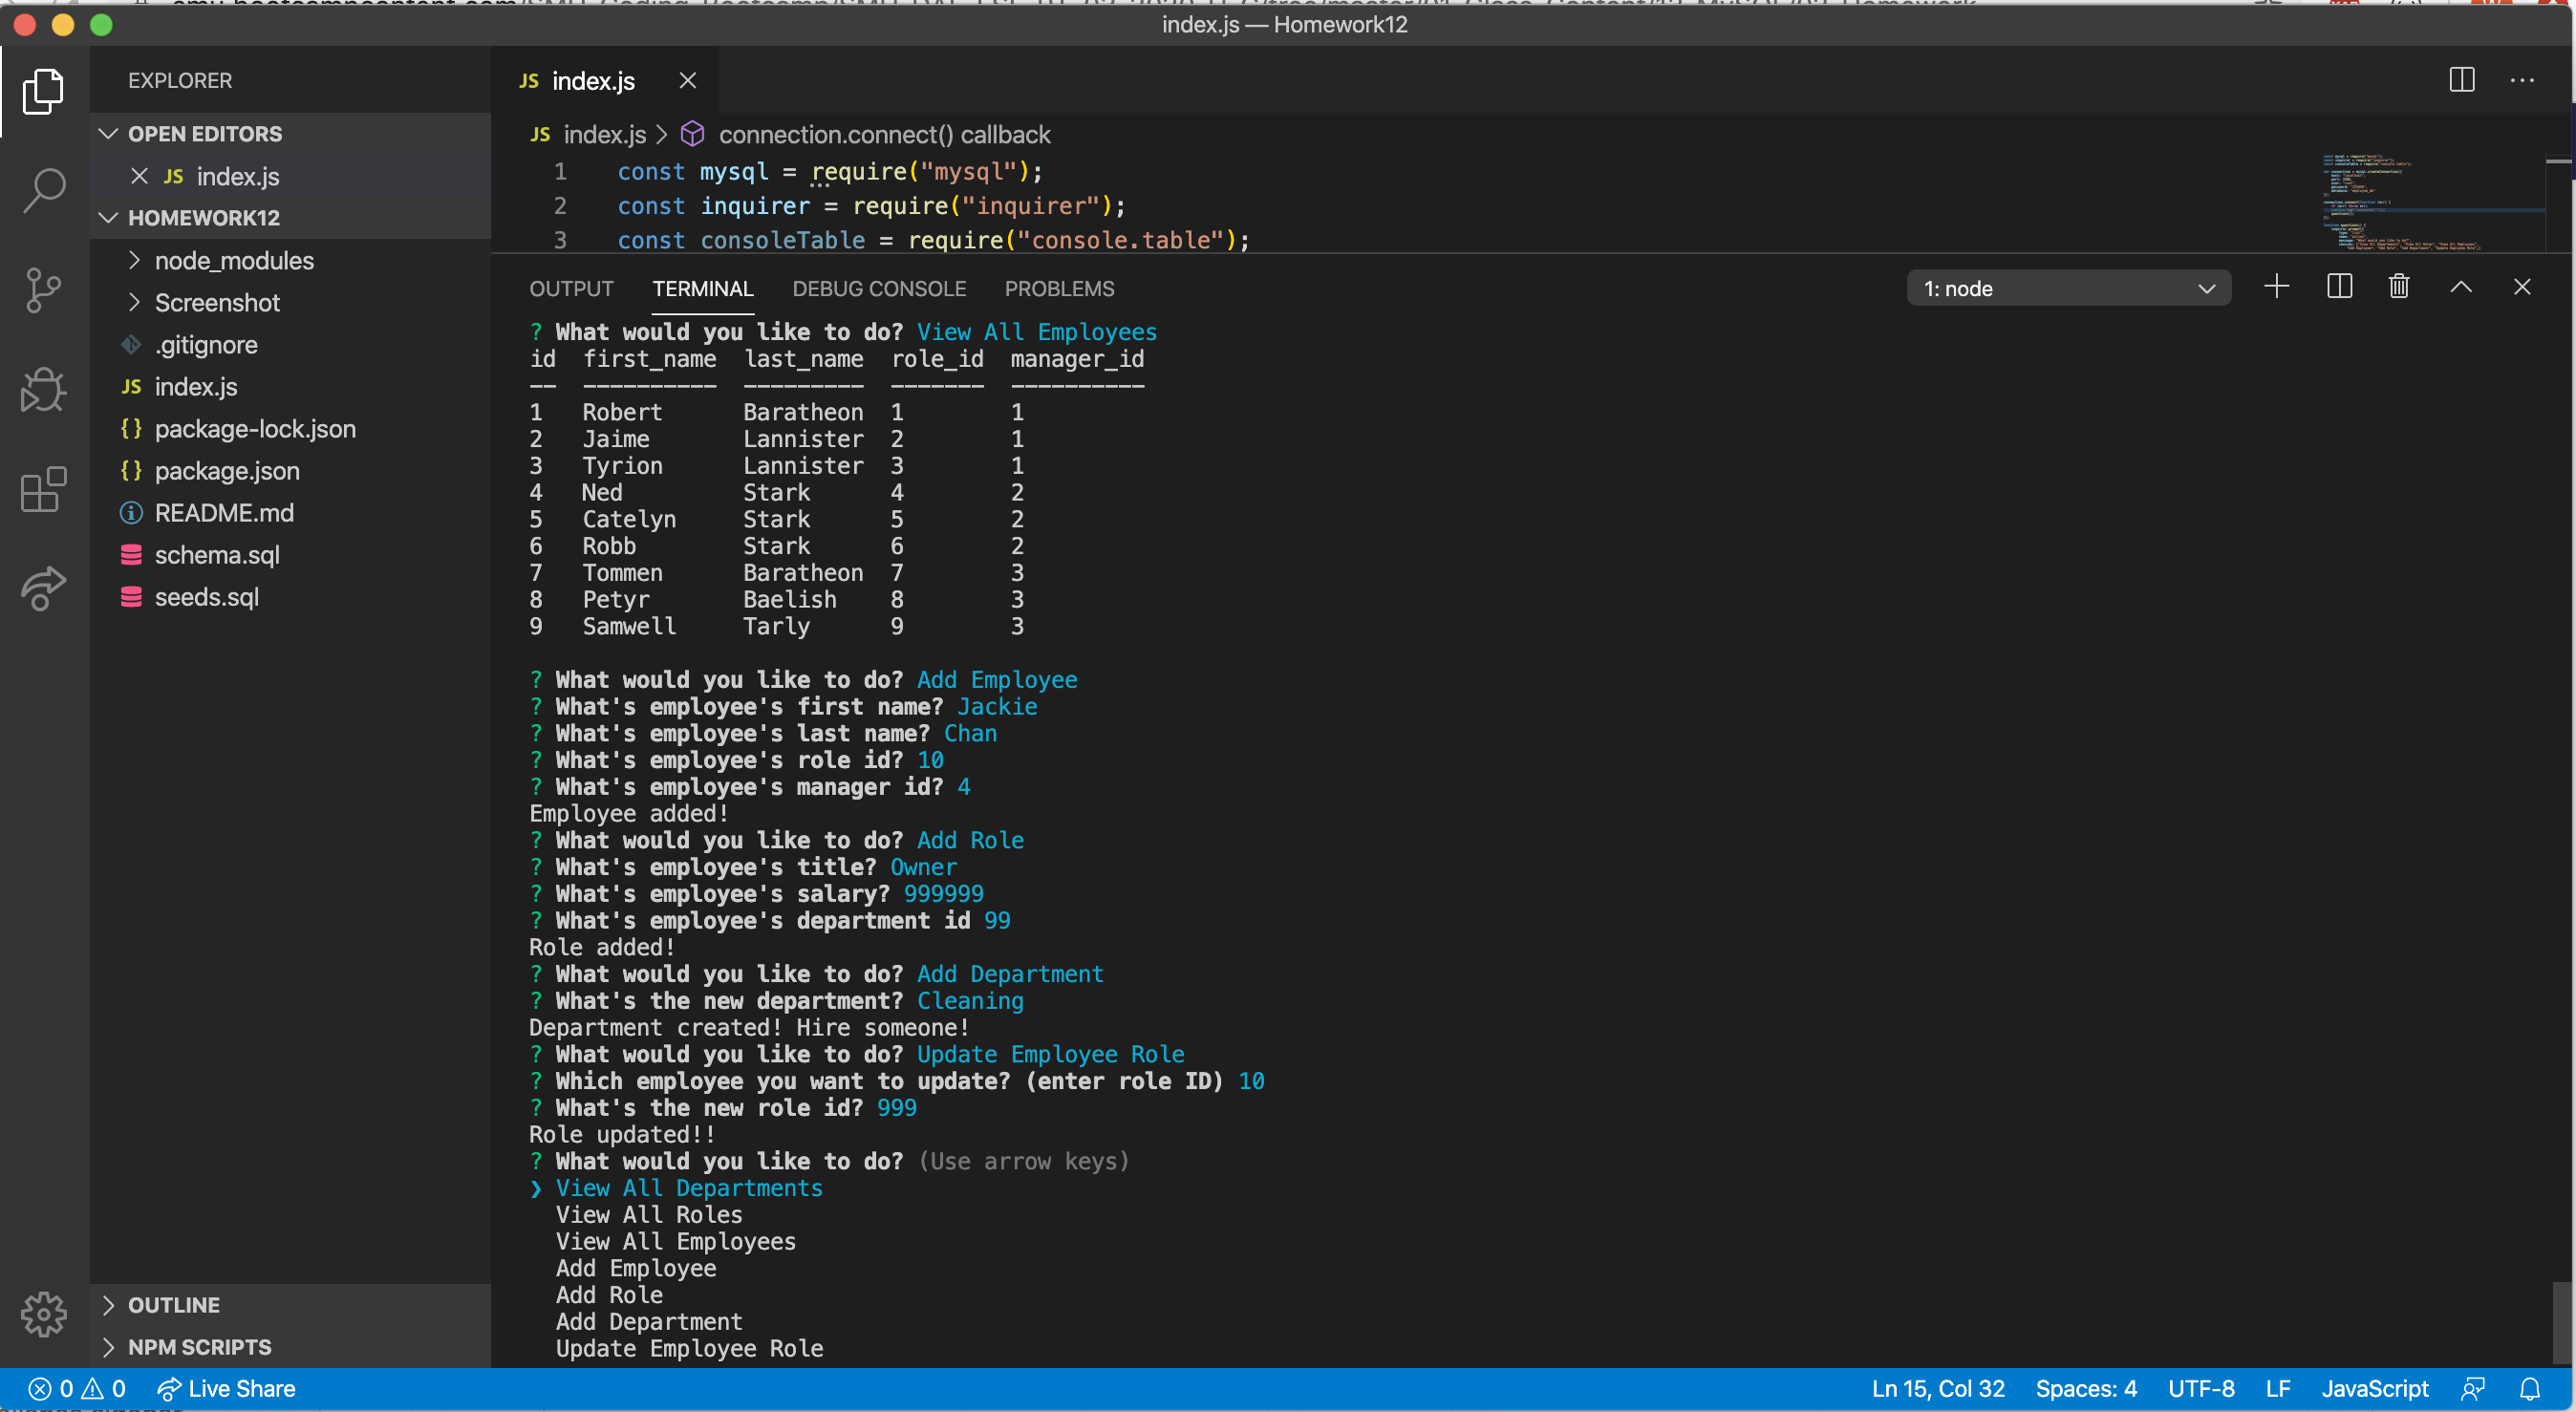 index.js — Homework12
EXPLORER
OPEN EDITORS
JS index.js
HOMEWORK12
node_modules
Screenshot
.gitignore
JS index.js
{} package-lock.json
{} package.json
README.md
schema.sql
seeds.sql
OUTLINE
NPM SCRIPTS
JS index.js
JS index.js > connection.connect() callback
1 const mysql = require("mysql");
2 const inquirer = require("inquirer");
3 const consoleTable = require("console.table");
OUTPUT TERMINAL DEBUG CONSOLE PROBLEMS 1: node
? What would you like to do? View All Employees
id first_name last_name role_id manager_id
-- ---------- --------- ------- ----------
1 Robert Baratheon 1 1
2 Jaime Lannister 2 1
3 Tyrion Lannister 3 1
4 Ned Stark 4 2
5 Catelyn Stark 5 2
6 Robb Stark 6 2
7 Tommen Baratheon 7 3
8 Petyr Baelish 8 3
9 Samwell Tarly 9 3
? What would you like to do? Add Employee
? What's employee's first name? Jackie
? What's employee's last name? Chan
? What's employee's role id? 10
? What's employee's manager id? 4
Employee added!
? What would you like to do? Add Role
? What's employee's title? Owner
? What's employee's salary? 999999
? What's employee's department id 99
Role added!
? What would you like to do? Add Department
? What's the new department? Cleaning
Department created! Hire someone!
? What would you like to do? Update Employee Role
? Which employee you want to update? (enter role ID) 10
? What's the new role id? 999
Role updated!!
? What would you like to do? (Use arrow keys)
❯ View All Departments
View All Roles
View All Employees
Add Employee
Add Role
Add Department
Update Employee Role
0 0 Live Share Ln 15, Col 32 Spaces: 4 UTF-8 LF JavaScript